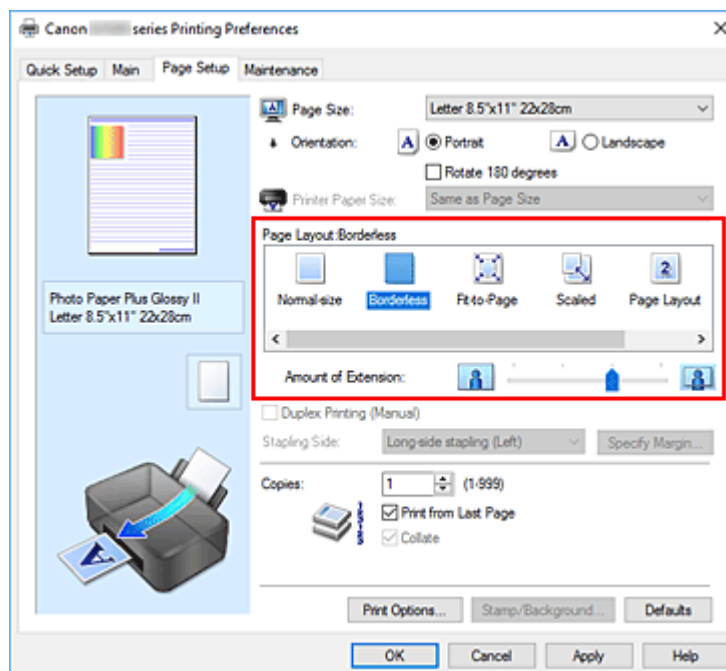 Canon series Printing Preferences
Quick Setup Main Page Setup Maintenance
Page Size: Letter 8.5"x11" 22x28cm
Orientation: A Portrait A Landscape
Rotate 180 degrees
Printer Paper Size: Same as Page Size
Page Layout:Borderless
2
Normal-size Borderless Fit-to-Page Scaled Page Layout
Photo Paper Plus Glossy II
Letter 8.5"x11" 22x28cm
Amount of Extension:
Duplex Printing (Manual)
Stapling Side: Long-side stapling (Left) Specify Margin...
Copies: 1 (1-999)
Print from Last Page
Collate
A
Print Options... Stamp/Background... Defaults
OK Cancel Apply Help